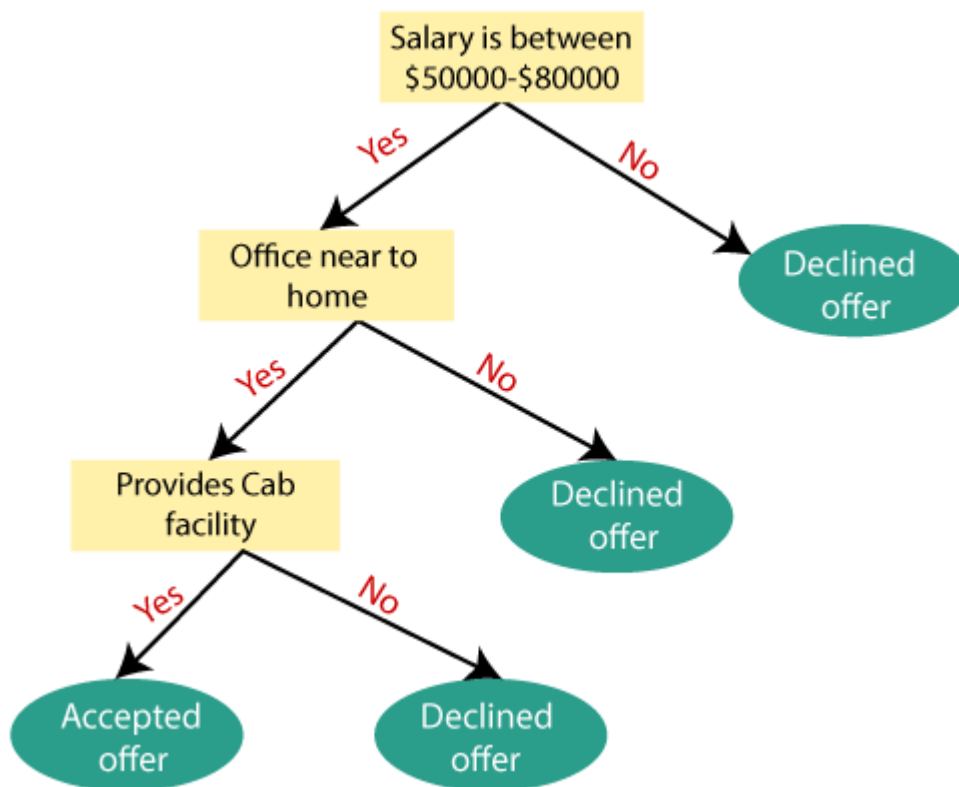 Salary is between
$50000-$80000
Yes
No
Office near to
home
Declined
offer
Yes
No
Provides Cab
facility
Declined
offer
Yes
No
Accepted
offer
Declined
offer